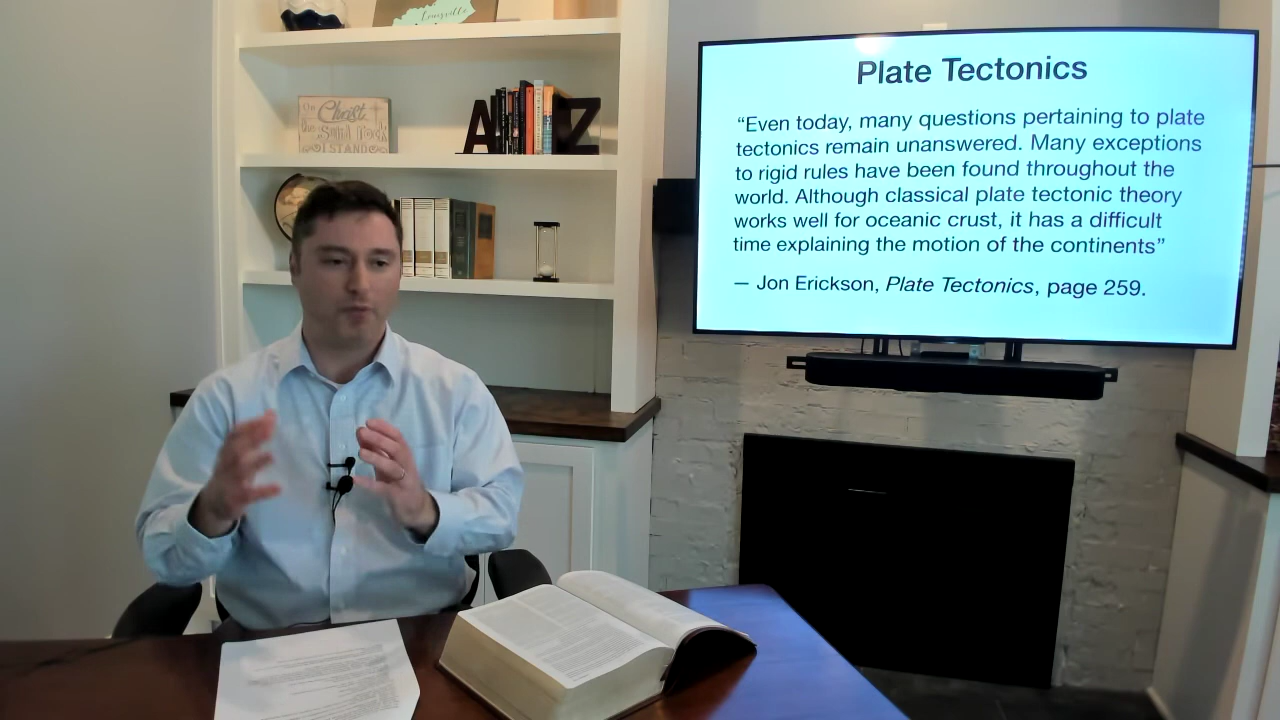 Louisville
On Christ
the Solid Rock
I STAND
A Z
Plate Tectonics
“Even today, many questions pertaining to plate
tectonics remain unanswered. Many exceptions
to rigid rules have been found throughout the
world. Although classical plate tectonic theory
works well for oceanic crust, it has a difficult
time explaining the motion of the continents”
– Jon Erickson, Plate Tectonics, page 259.